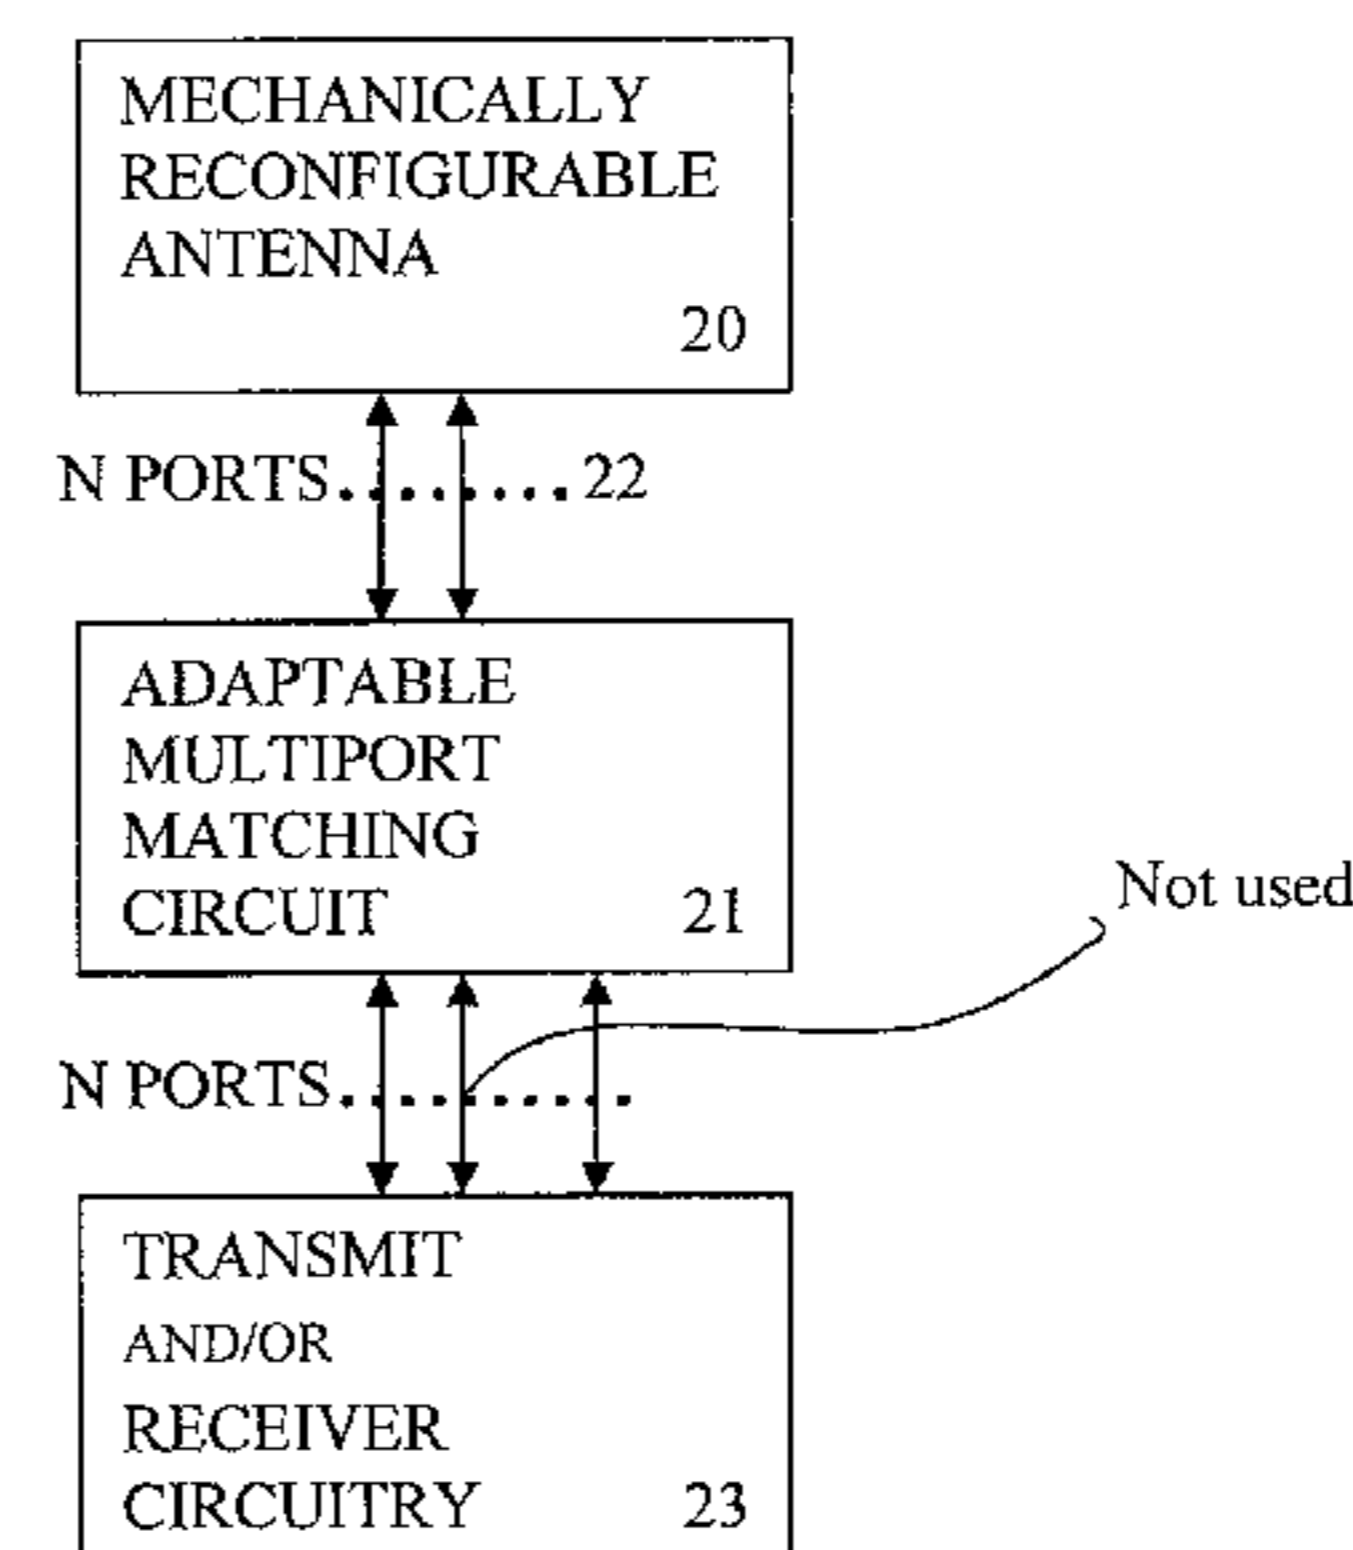 MECHANICALLY
RECONFIGURABLE
ANTENNA
20
N PORTS.........22
ADAPTABLE
MULTIPORT
MATCHING
CIRCUIT 21
Not used
N PORTS..........
TRANSMIT
AND/OR
RECEIVER
CIRCUITRY 23